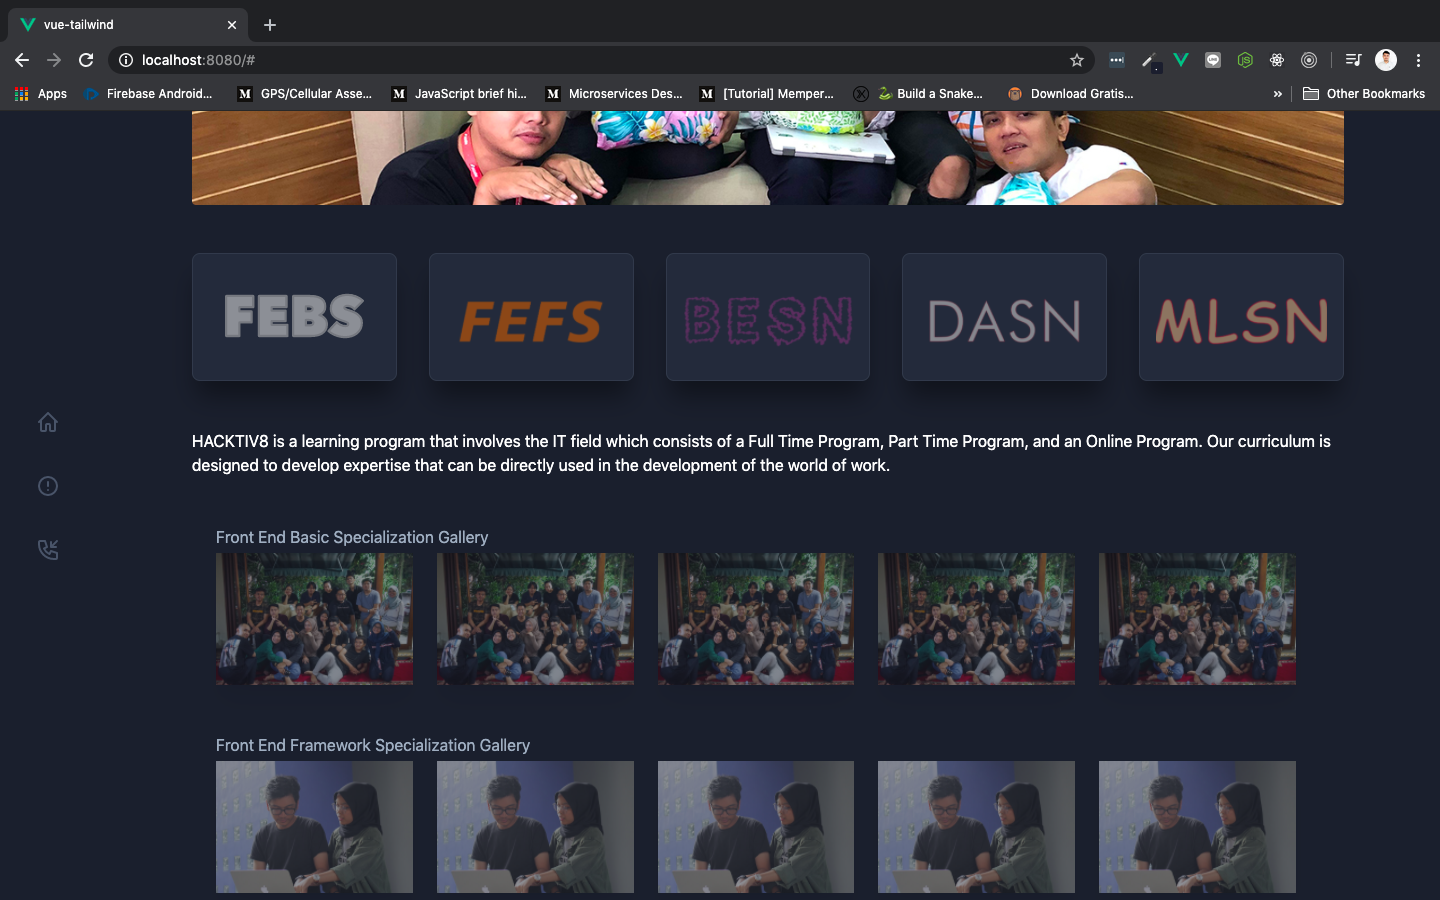 vue-tailwind
localhost:8080/#
Apps
Firebase Android...
GPS/Cellular Asse...
JavaScript brief hi...
Microservices Des...
[Tutorial] Memper...
Build a Snake...
Download Gratis...
»
Other Bookmarks
FEBS
FEFS
BESN
DASN
MLSN
HACKTIV8 is a learning program that involves the IT field which consists of a Full Time Program, Part Time Program, and an Online Program. Our curriculum is
designed to develop expertise that can be directly used in the development of the world of work.
Front End Basic Specialization Gallery
Front End Framework Specialization Gallery